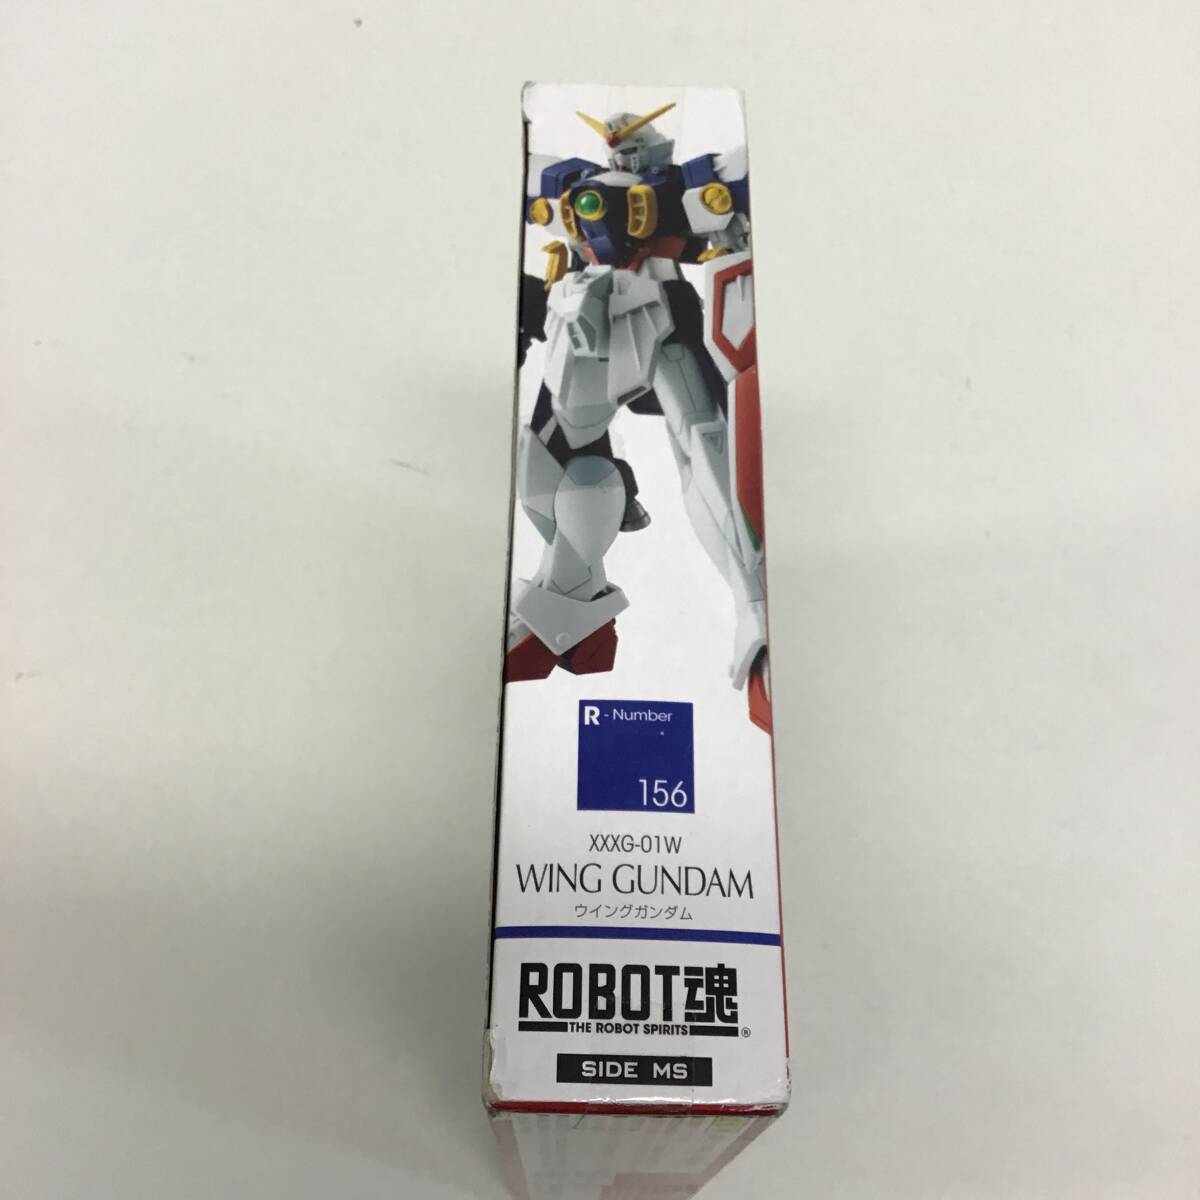 R - Number
156
XXXG-01W
WING GUNDAM
ウイングガンダム
ROBOT魂
THE ROBOT SPIRITS ®
SIDE MS